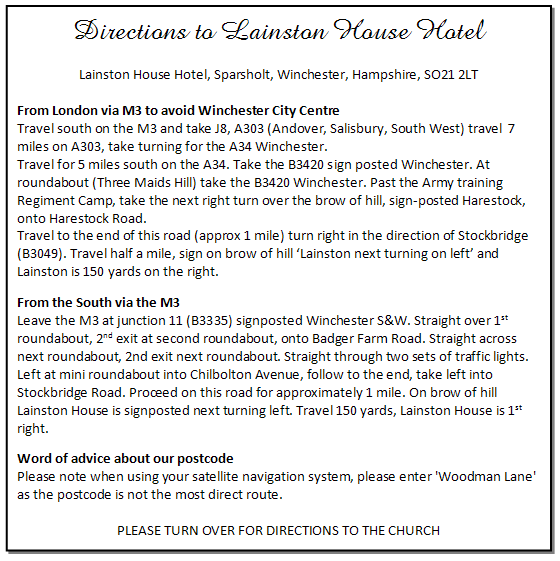 Directions to Lainston House Hotel
Lainston House Hotel, Sparsholt, Winchester, Hampshire, SO21 2LT
From London via M3 to avoid Winchester City Centre
Travel south on the M3 and take J8, A303 (Andover, Salisbury, South West) travel 7
miles on A303, take turning for the A34 Winchester.
Travel for 5 miles south on the A34. Take the B3420 sign posted Winchester. At
roundabout (Three Maids Hill) take the B3420 Winchester. Past the Army training
Regiment Camp, take the next right turn over the brow of hill, sign-posted Harestock,
onto Harestock Road.
Travel to the end of this road (approx 1 mile) turn right in the direction of Stockbridge
(B3049). Travel half a mile, sign on brow of hill ‘Lainston next turning on left’ and
Lainston is 150 yards on the right.
From the South via the M3
Leave the M3 at junction 11 (B3335) signposted Winchester S&W. Straight over 1st
roundabout, 2nd exit at second roundabout, onto Badger Farm Road. Straight across
next roundabout, 2nd exit next roundabout. Straight through two sets of traffic lights.
Left at mini roundabout into Chilbolton Avenue, follow to the end, take left into
Stockbridge Road. Proceed on this road for approximately 1 mile. On brow of hill
Lainston House is signposted next turning left. Travel 150 yards, Lainston House is 1st
right.
Word of advice about our postcode
Please note when using your satellite navigation system, please enter 'Woodman Lane'
as the postcode is not the most direct route.
PLEASE TURN OVER FOR DIRECTIONS TO THE CHURCH